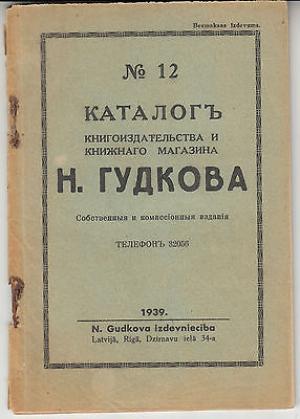 Bezmaksas izdevums.
№ 12
КАТАЛОГЪ
КНИГОИЗДАТЕЛЬСТВА И
КНИЖНАГО МАГАЗИНА
Н. ГУДКОВА
Собственныя и комиссіонныя изданія
ТЕЛЕФОНЪ 32056
1939.
N. Gudkova izdevniecība
Latvijā, Rīgā, Dzirnavu ielā 34-a